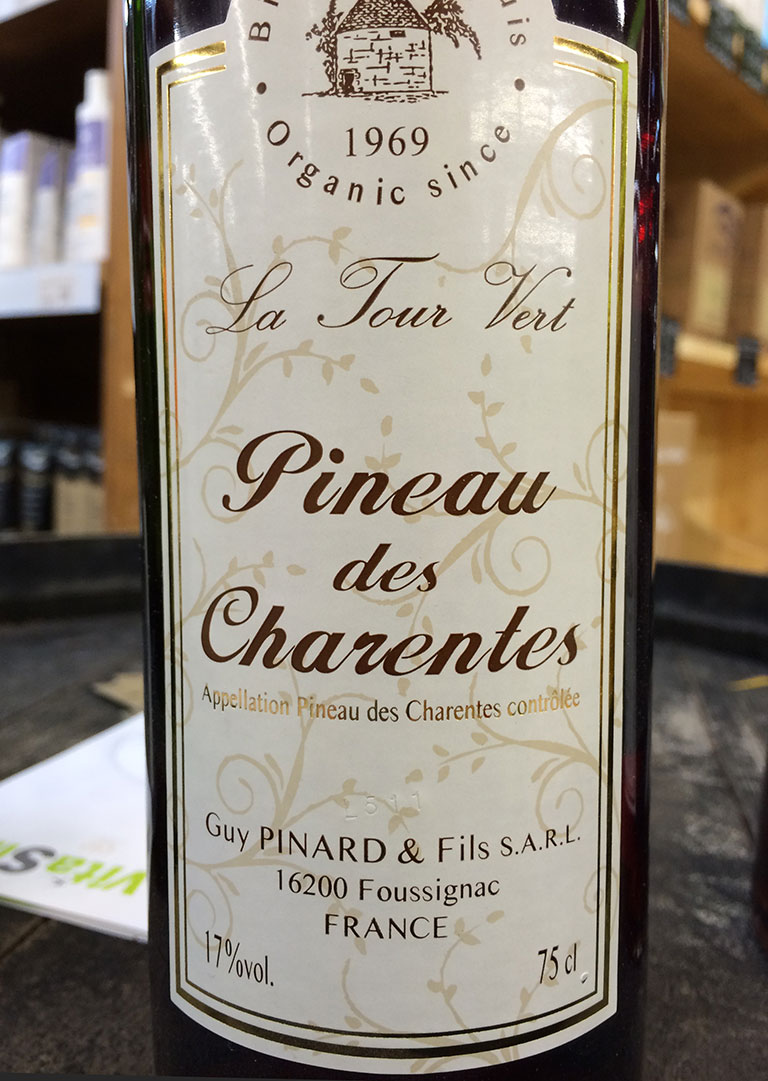 1969
Organic since
La Tour Vert
Pineau
des
Charentes
Appellation Pineau des Charentes contrôlée
Guy PINARD & Fils S.A.R.L.
16200 Foussignac
FRANCE
17%vol.
75 cl